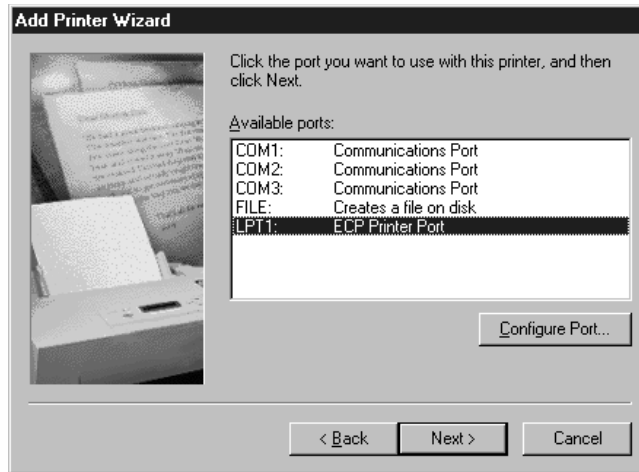 Add Printer Wizard
Click the port you want to use with this printer, and then
click Next.
Available ports:
COM1: Communications Port
COM2: Communications Port
COM3: Communications Port
FILE: Creates a file on disk
LPT1: ECP Printer Port
Configure Port...
< Back Next > Cancel